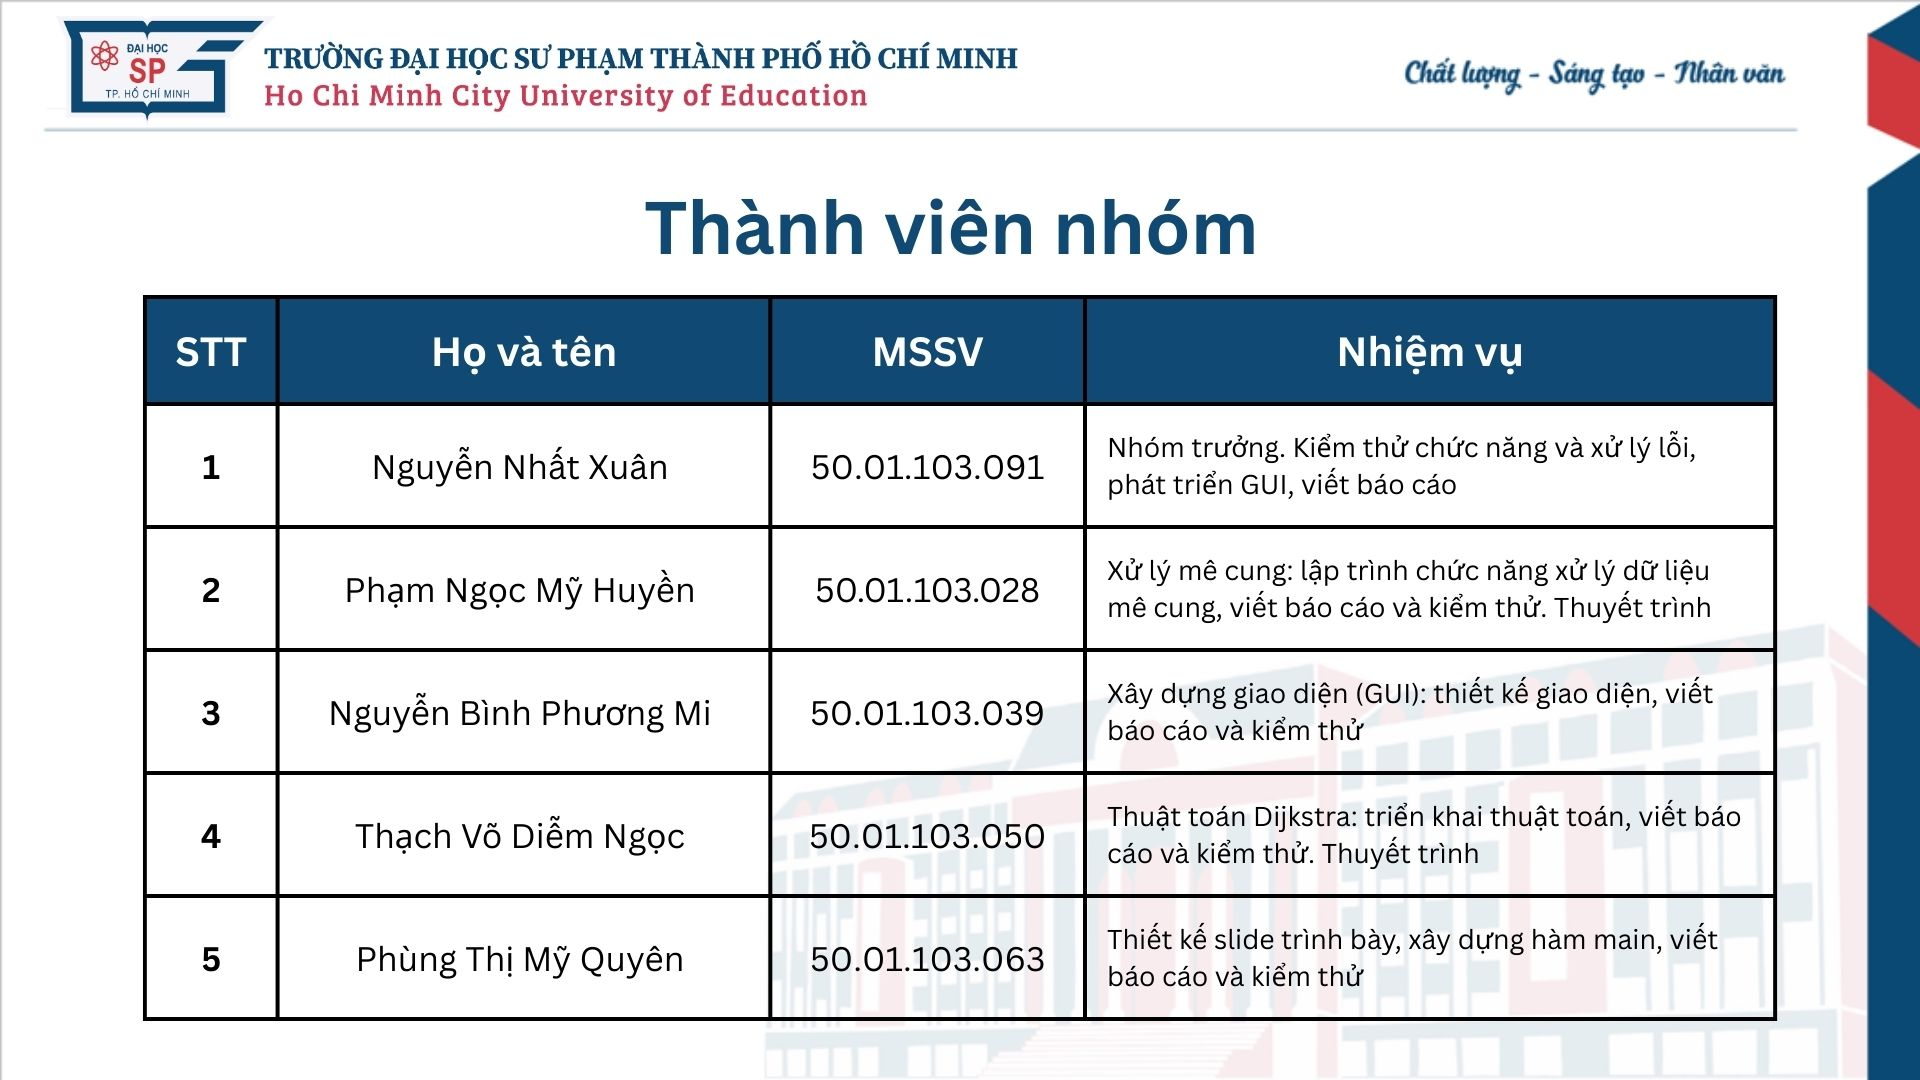 ĐẠI HỌC
SP
TP. HỒ CHÍ MINH
TRƯỜNG ĐẠI HỌC SƯ PHẠM THÀNH PHỐ HỒ CHÍ MINH
Ho Chi Minh City University of Education
Chất lượng - Sáng tạo - Nhân văn
Thành viên nhóm
STT Họ và tên MSSV Nhiệm vụ
1 Nguyễn Nhất Xuân 50.01.103.091 Nhóm trưởng. Kiểm thử chức năng và xử lý lỗi,
phát triển GUI, viết báo cáo
2 Phạm Ngọc Mỹ Huyền 50.01.103.028 Xử lý mê cung: lập trình chức năng xử lý dữ liệu
mê cung, viết báo cáo và kiểm thử. Thuyết trình
3 Nguyễn Bình Phương Mi 50.01.103.039 Xây dựng giao diện (GUI): thiết kế giao diện, viết
báo cáo và kiểm thử
4 Thạch Võ Diễm Ngọc 50.01.103.050 Thuật toán Dijkstra: triển khai thuật toán, viết báo
cáo và kiểm thử. Thuyết trình
5 Phùng Thị Mỹ Quyên 50.01.103.063 Thiết kế slide trình bày, xây dựng hàm main, viết
báo cáo và kiểm thử